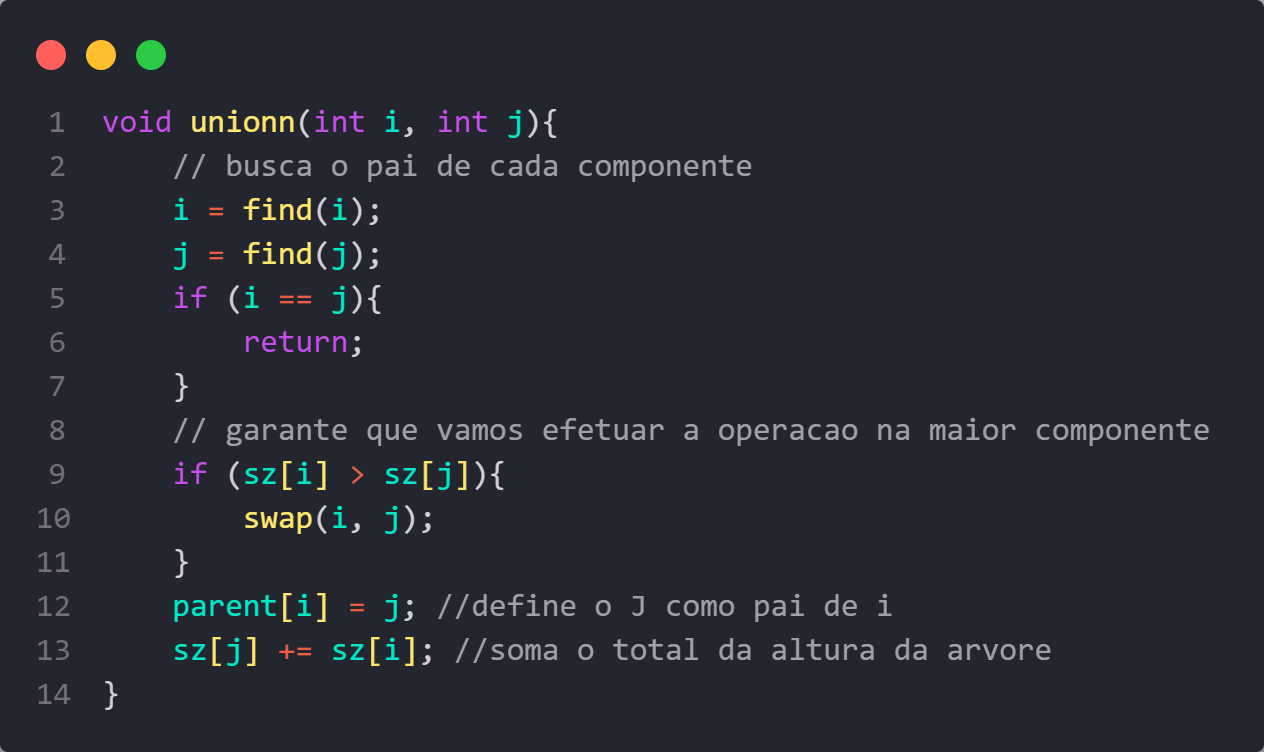 1 void unionn(int i, int j){
2     // busca o pai de cada componente
3     i = find(i);
4     j = find(j);
5     if (i == j){
6         return;
7     }
8     // garante que vamos efetuar a operacao na maior componente
9     if (sz[i] > sz[j]){
10         swap(i, j);
11     }
12     parent[i] = j; //define o J como pai de i
13     sz[j] += sz[i]; //soma o total da altura da arvore
14 }